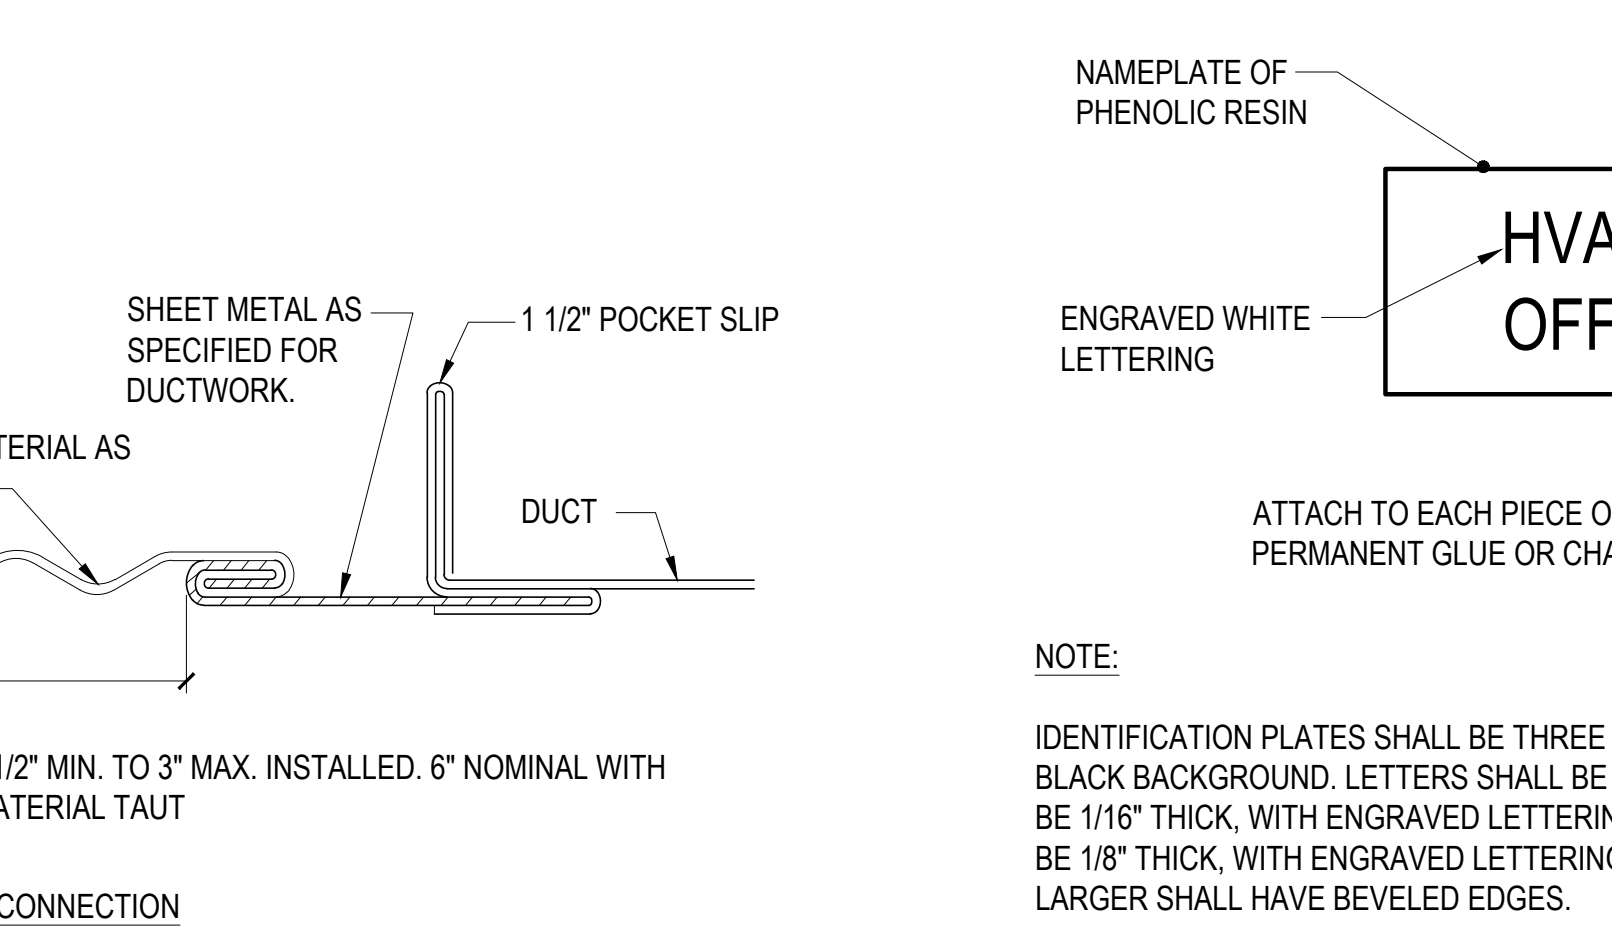 SHEET METAL AS
SPECIFIED FOR
DUCTWORK.
1 1/2" POCKET SLIP
TERIAL AS
DUCT
1/2" MIN. TO 3" MAX. INSTALLED. 6" NOMINAL WITH
ATERIAL TAUT
CONNECTION
NAMEPLATE OF
PHENOLIC RESIN
HVA
OFF
ENGRAVED WHITE
LETTERING
ATTACH TO EACH PIECE O
PERMANENT GLUE OR CHA
NOTE:
IDENTIFICATION PLATES SHALL BE THREE
BLACK BACKGROUND. LETTERS SHALL BE
BE 1/16" THICK, WITH ENGRAVED LETTERIN
BE 1/8" THICK, WITH ENGRAVED LETTERING
LARGER SHALL HAVE BEVELED EDGES.